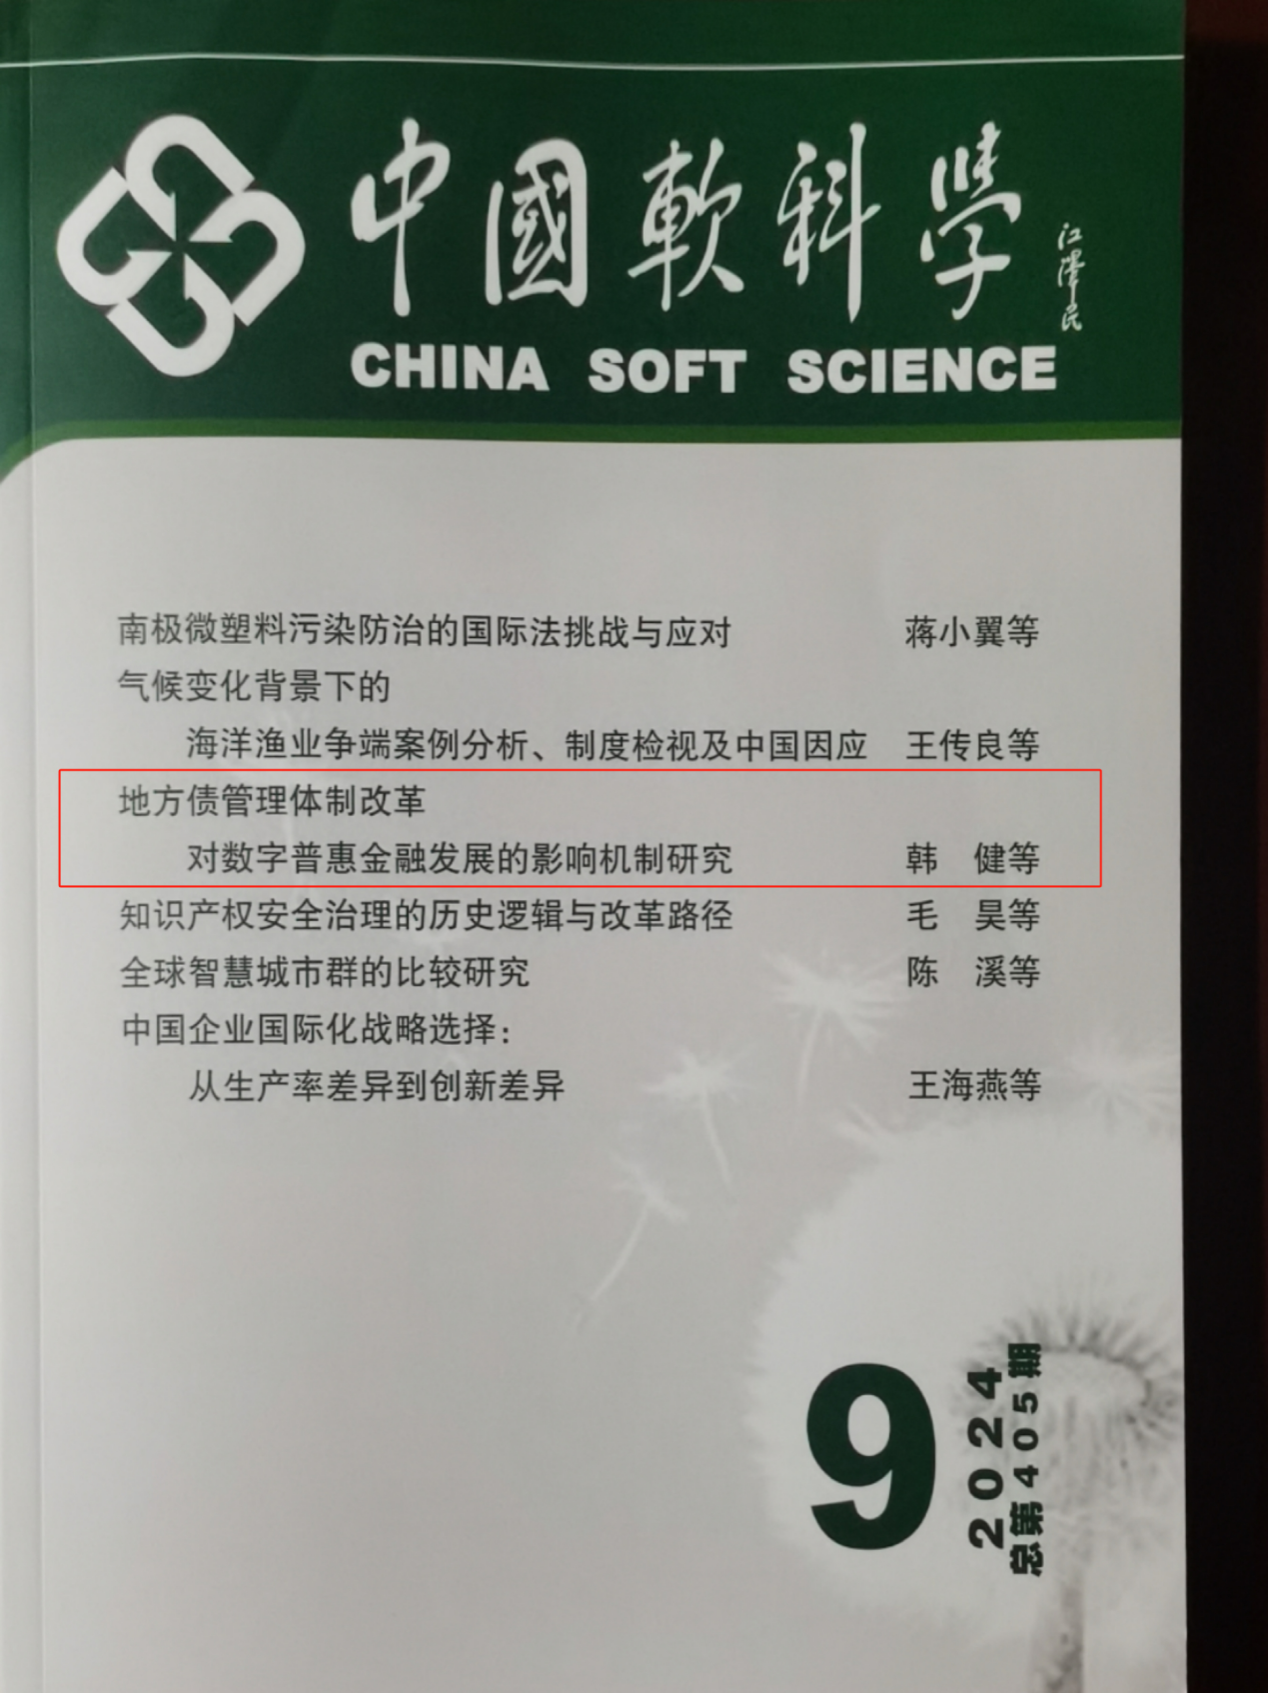 中國軟科學
江澤民
CHINA SOFT SCIENCE
南极微塑料污染防治的国际法挑战与应对 蒋小翼等
气候变化背景下的
海洋渔业争端案例分析、制度检视及中国因应 王传良等
地方债管理体制改革
对数字普惠金融发展的影响机制研究 韩 健等
知识产权安全治理的历史逻辑与改革路径 毛 昊等
全球智慧城市群的比较研究 陈 溪等
中国企业国际化战略选择:
从生产率差异到创新差异 王海燕等
9
2024
总第405期